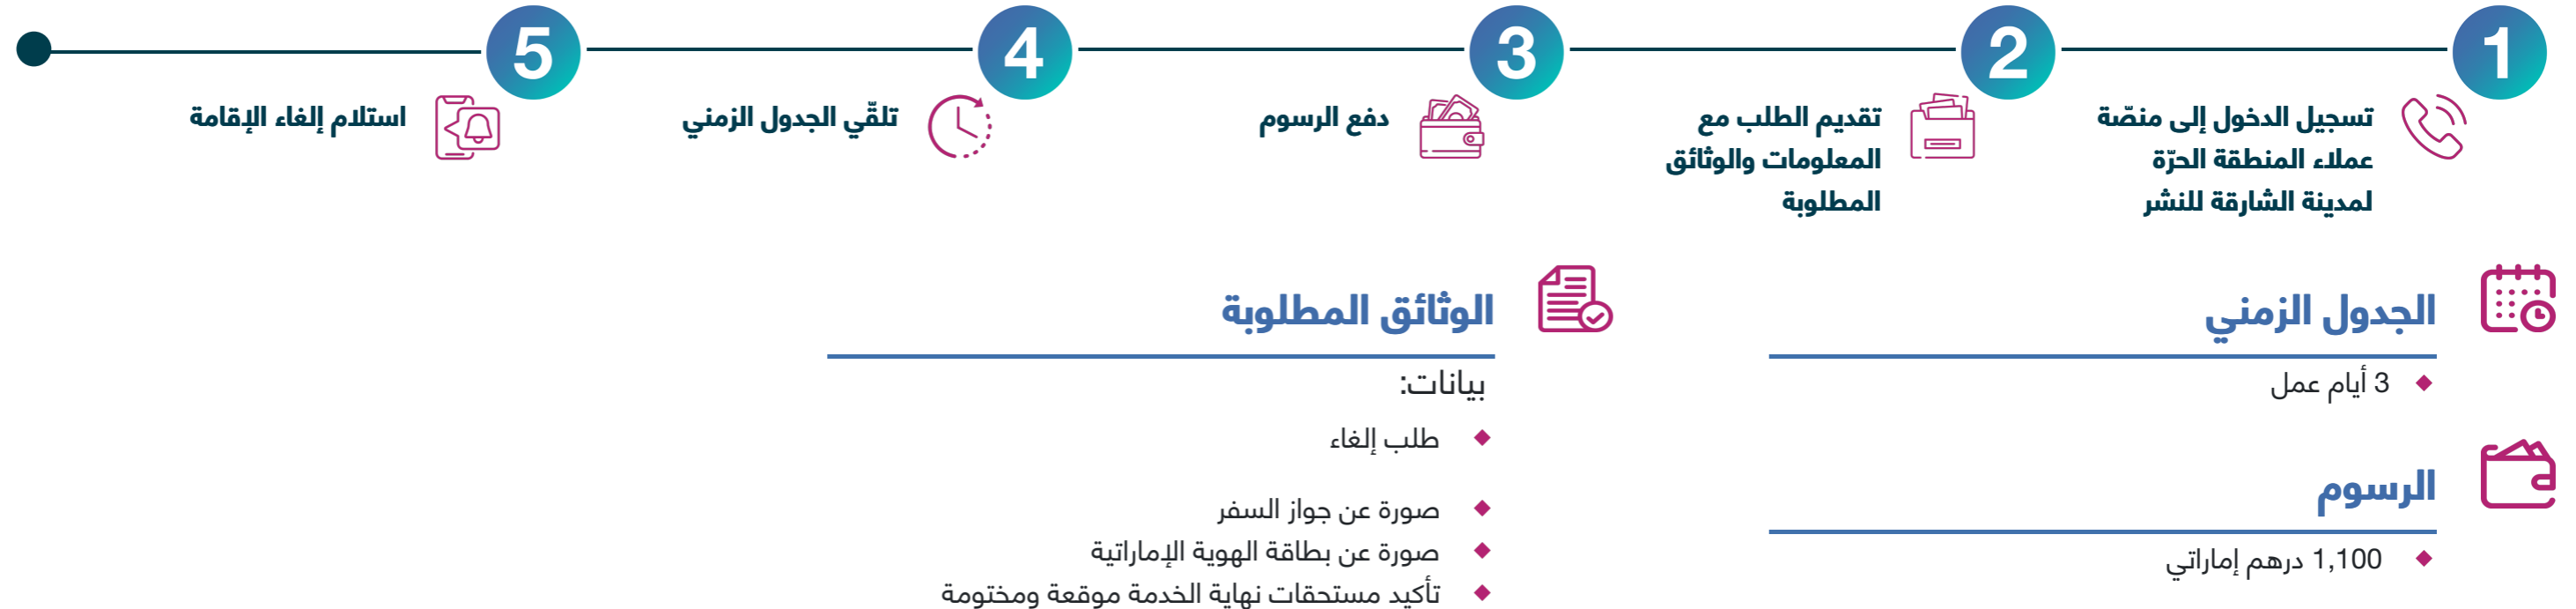 1
تسجيل الدخول إلى منصّة
عملاء المنطقة الحرّة
لمدينة الشارقة للنشر
2
تقديم الطلب مع
المعلومات والوثائق
المطلوبة
3
دفع الرسوم
4
تلقّي الجدول الزمني
5
استلام إلغاء الإقامة
الجدول الزمني
3 أيام عمل
الرسوم
1,100 درهم إماراتي
الوثائق المطلوبة
بيانات:
طلب إلغاء
صورة عن جواز السفر
صورة عن بطاقة الهوية الإماراتية
تأكيد مستحقات نهاية الخدمة موقعة ومختومة